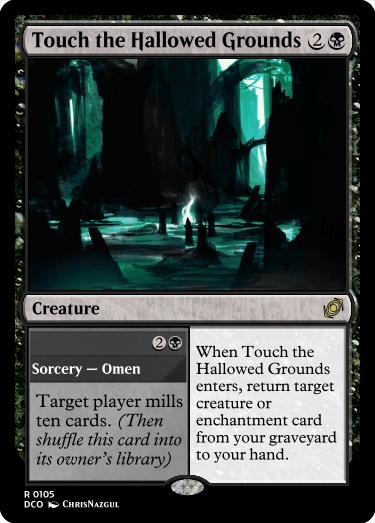 Touch the Hallowed Grounds 2
Creature
2
Sorcery — Omen
Target player mills
ten cards. (Then
shuffle this card into
its owner's library)
When Touch the
Hallowed Grounds
enters, return target
creature or
enchantment card
from your graveyard
to your hand.
R 0105
DCO ChrisNazgul